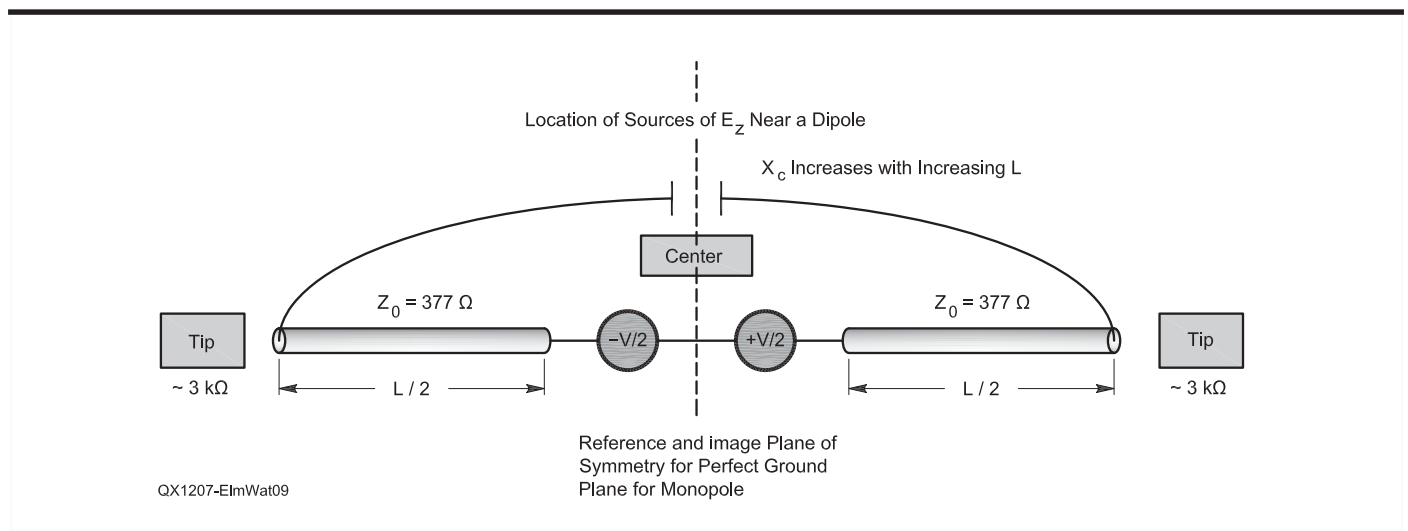 Location of Sources of E_Z Near a Dipole
X_c Increases with Increasing L
Center
Z_0 = 377 Ω
Z_0 = 377 Ω
Tip
−V/2
+V/2
Tip
~ 3 kΩ
L / 2
L / 2
~ 3 kΩ
Reference and image Plane of
Symmetry for Perfect Ground
Plane for Monopole
QX1207-ElmWat09